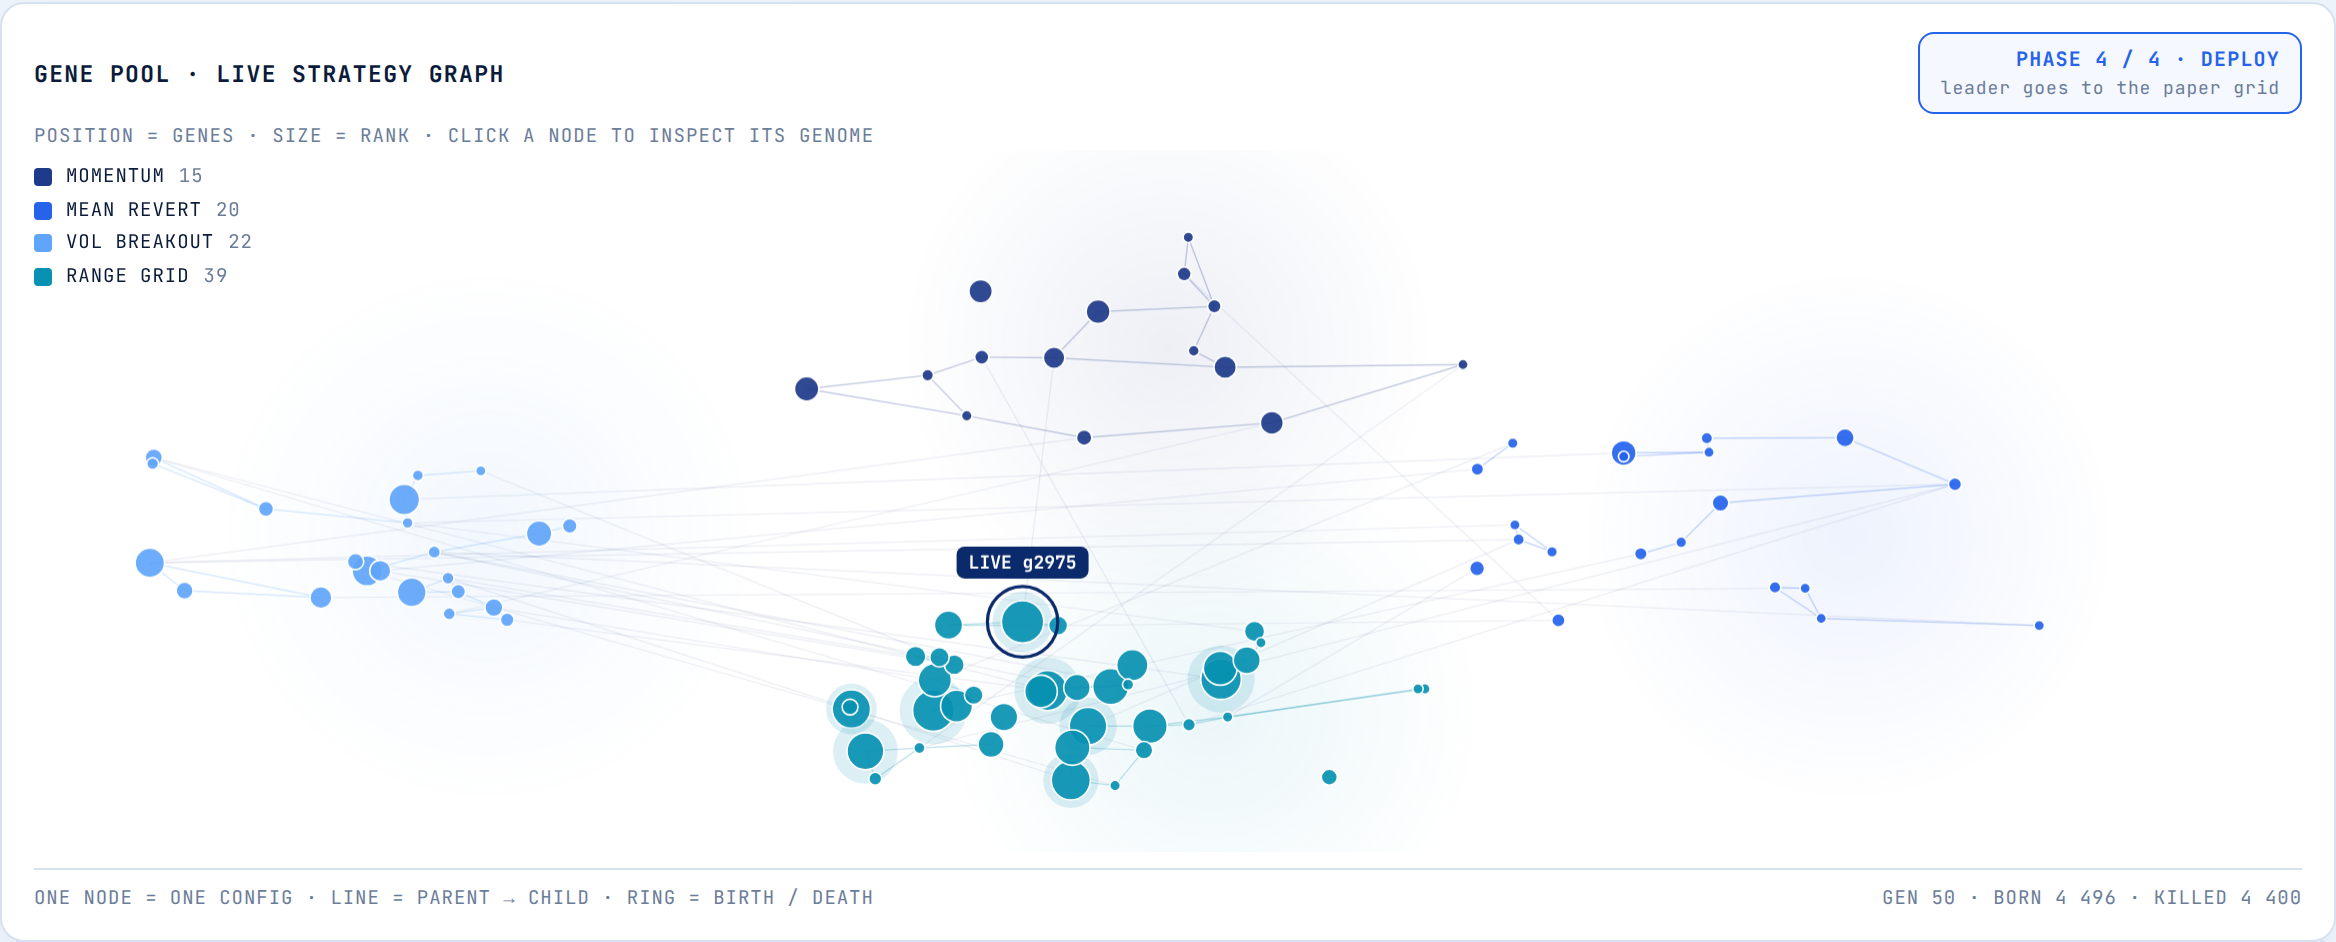 GENE POOL · LIVE STRATEGY GRAPH
PHASE 4 / 4 · DEPLOY
leader goes to the paper grid
POSITION = GENES · SIZE = RANK · CLICK A NODE TO INSPECT ITS GENOME
MOMENTUM 15
MEAN REVERT 20
VOL BREAKOUT 22
RANGE GRID 39
LIVE g2975
ONE NODE = ONE CONFIG · LINE = PARENT → CHILD · RING = BIRTH / DEATH
GEN 50 · BORN 4 496 · KILLED 4 400